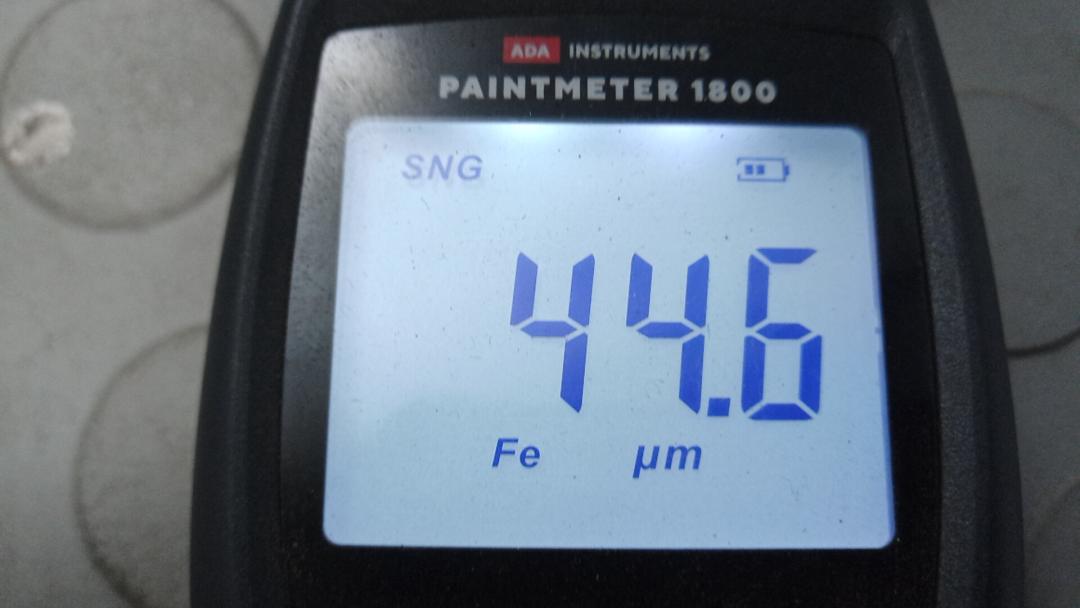 ADA INSTRUMENTS
PAINTMETER 1800
SNG
44.6
Fe µm